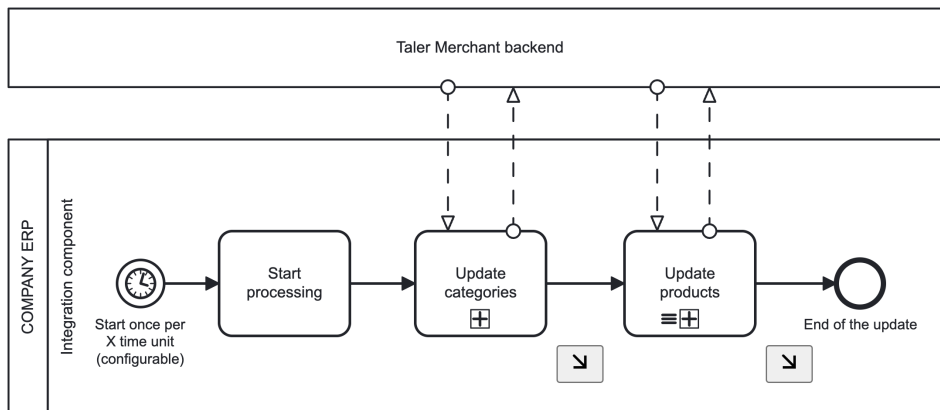 Taler Merchant backend
COMPANY ERP
Integration component
Start once per
X time unit
(configurable)
Start
processing
Update
categories
Update
products
End of the update